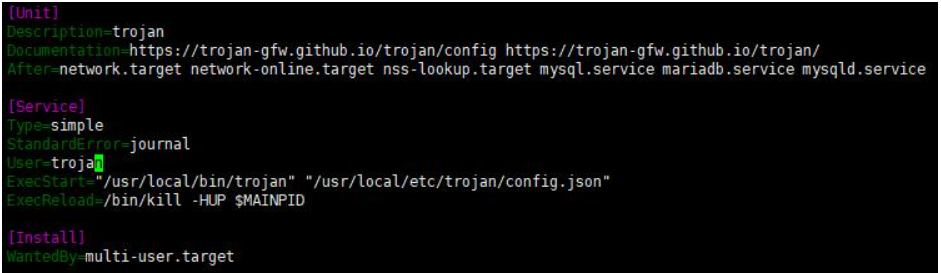 [Unit]
Description=trojan
Documentation=https://trojan-gfw.github.io/trojan/config https://trojan-gfw.github.io/trojan/
After=network.target network-online.target nss-lookup.target mysql.service mariadb.service mysqld.service
[Service]
Type=simple
StandardError=journal
User=trojan
ExecStart="/usr/local/bin/trojan" "/usr/local/etc/trojan/config.json"
ExecReload=/bin/kill -HUP $MAINPID
[Install]
WantedBy=multi-user.target